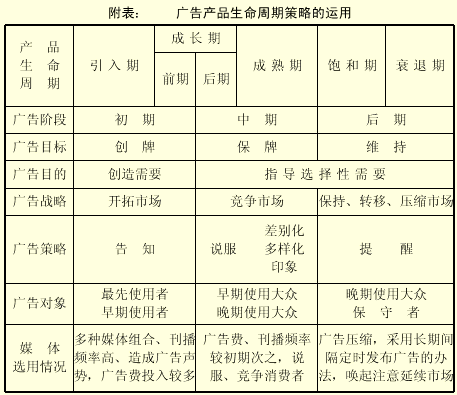 附表： 广告产品生命周期策略的运用
产品
生命
周期
引入期
成长期
前期
后期
成熟期
饱和期
衰退期
广告阶段
初期
中期
后期
广告目标
创牌
保牌
维持
广告目的
创造需要
指导选择性需要
广告战略
开拓市场
竞争市场
保持、转移、压缩市场
广告策略
告知
说服
差别化
多样化
印象
提醒
广告对象
最先使用者
早期使用者
早期使用大众
晚期使用大众
晚期使用大众
保守者
媒体
选用情况
多种媒体组合、刊播
频率高、造成广告声
势，广告费投入较多
广告费、刊播频率
较初期次之，说
服、竞争消费者
广告压缩，采用长期间
隔定时发布广告的办
法，唤起注意延续市场